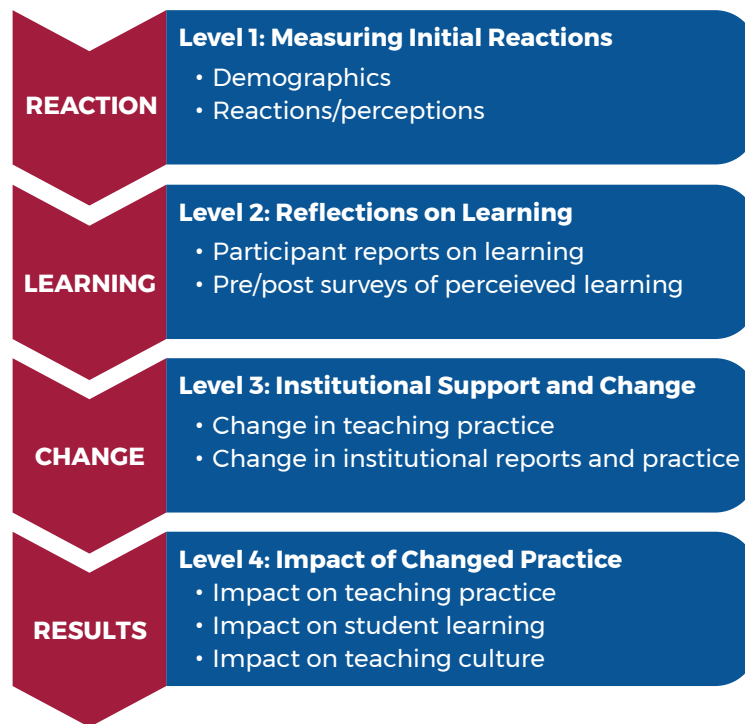 Level 1: Measuring Initial Reactions
REACTION
• Demographics
• Reactions/perceptions
Level 2: Reflections on Learning
LEARNING
• Participant reports on learning
• Pre/post surveys of perceieved learning
Level 3: Institutional Support and Change
CHANGE
• Change in teaching practice
• Change in institutional reports and practice
Level 4: Impact of Changed Practice
RESULTS
• Impact on teaching practice
• Impact on student learning
• Impact on teaching culture